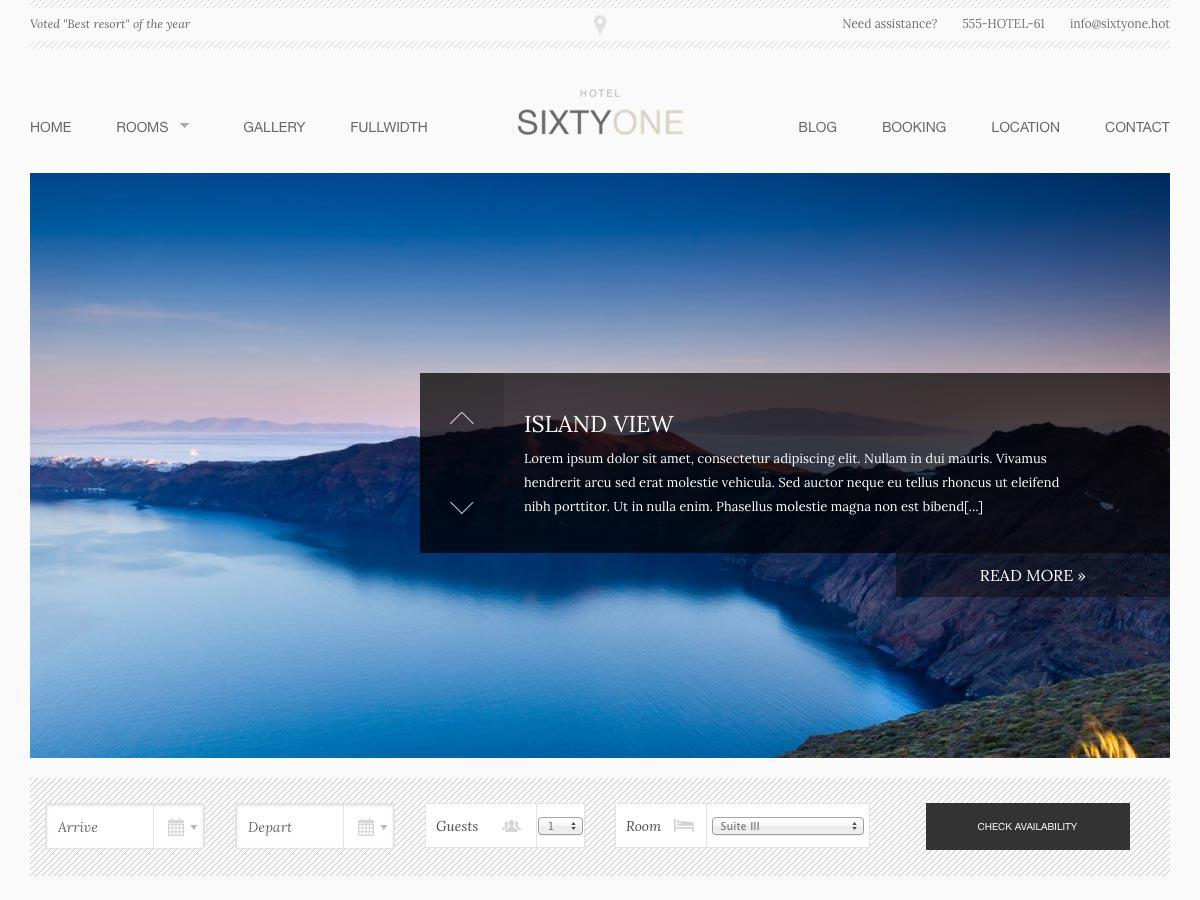 Voted "Best resort" of the year
Need assistance? 555-HOTEL-61 info@sixtyone.hot
HOTEL
SIXTYONE
HOME ROOMS GALLERY FULLWIDTH
BLOG BOOKING LOCATION CONTACT
ISLAND VIEW
Lorem ipsum dolor sit amet, consectetur adipiscing elit. Nullam in dui mauris. Vivamus
hendrerit arcu sed erat molestie vehicula. Sed auctor neque eu tellus rhoncus ut eleifend
nibh porttitor. Ut in nulla enim. Phasellus molestie magna non est bibend[...]
READ MORE »
Arrive Depart Guests 1 Room Suite III CHECK AVAILABILITY